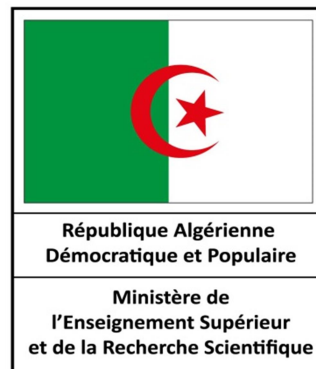 République Algérienne
Démocratique et Populaire
Ministère de
l’Enseignement Supérieur
et de la Recherche Scientifique